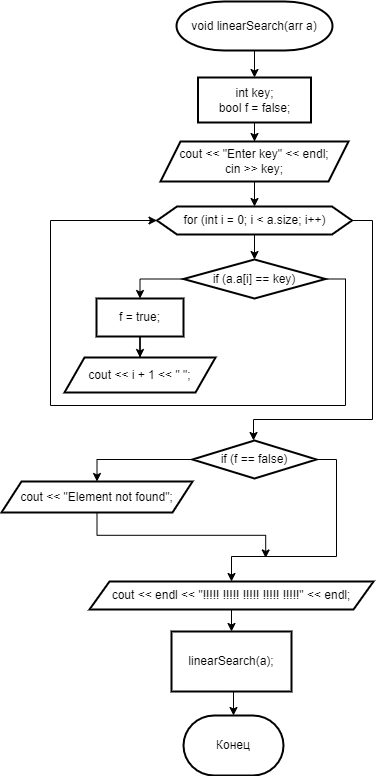 void linearSearch(arr a)
int key;
bool f = false;
cout << "Enter key" << endl;
cin >> key;
for (int i = 0; i < a.size; i++)
if (a.a[i] == key)
f = true;
cout << i + 1 << " ";
if (f == false)
cout << "Element not found";
cout << endl << "!!!!! !!!!! !!!!! !!!!! !!!!! !!!!!" << endl;
linearSearch(a);
Конец